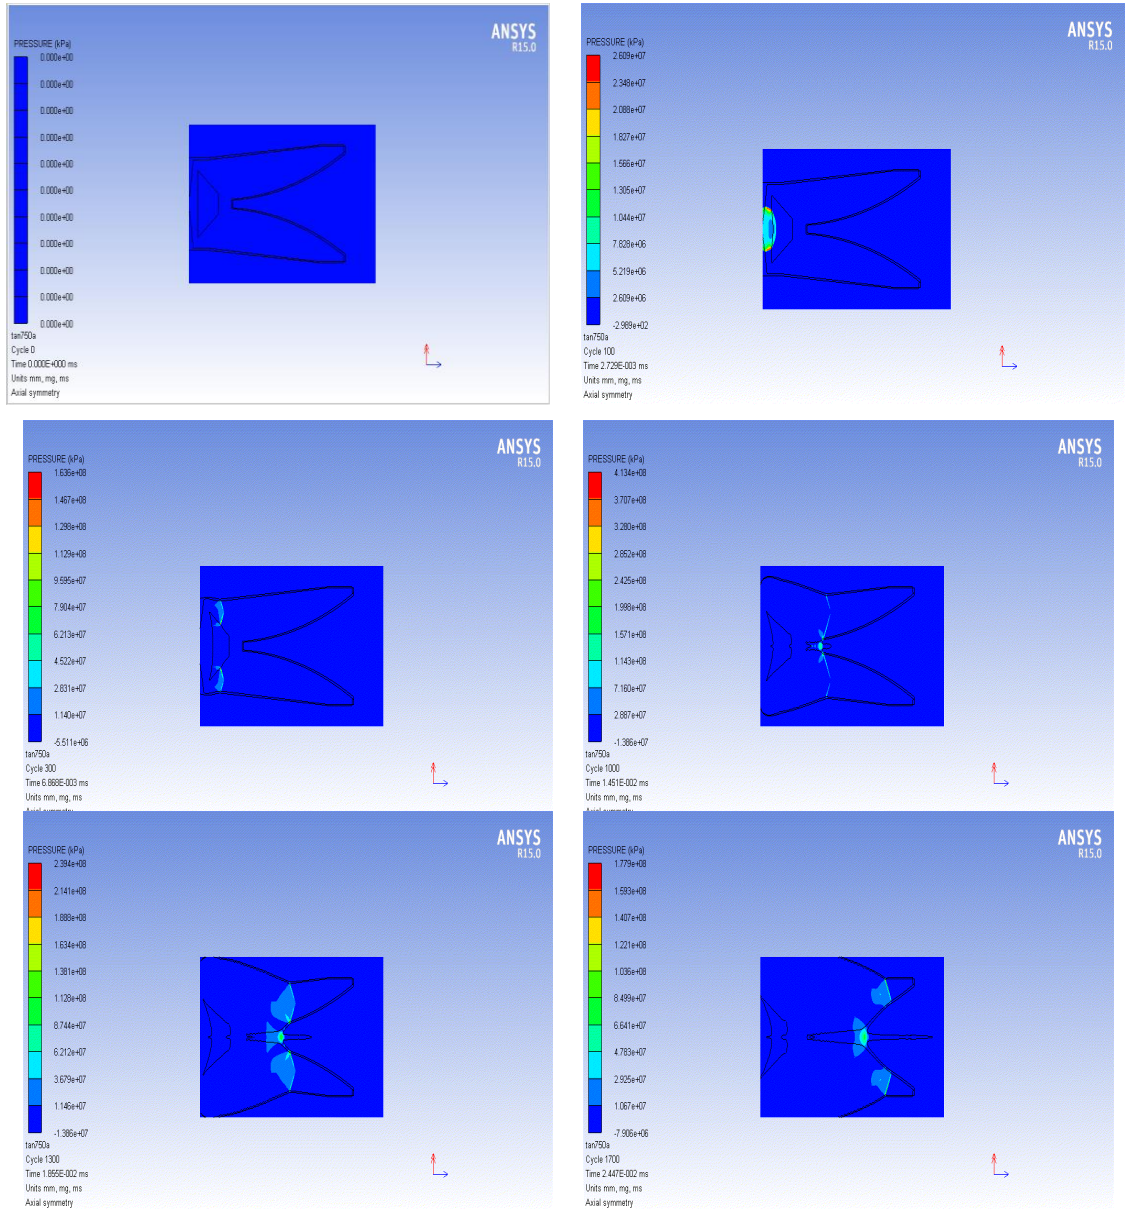 ANSYS
R15.0
PRESSURE (kPa)
0.000e+00
0.000e+00
0.000e+00
0.000e+00
0.000e+00
0.000e+00
0.000e+00
0.000e+00
0.000e+00
0.000e+00
0.000e+00
tan750a
Cycle 0
Time 0.000E+000 ms
Units mm, mg, ms
Axial symmetry
ANSYS
R15.0
PRESSURE (kPa)
2.609e+07
2.348e+07
2.088e+07
1.827e+07
1.566e+07
1.305e+07
1.044e+07
7.828e+06
5.219e+06
2.609e+06
-2.989e+02
tan750a
Cycle 100
Time 2.729E-003 ms
Units mm, mg, ms
Axial symmetry
ANSYS
R15.0
PRESSURE (kPa)
1.636e+08
1.467e+08
1.298e+08
1.129e+08
9.595e+07
7.904e+07
6.213e+07
4.522e+07
2.831e+07
1.140e+07
-5.511e+06
tan750a
Cycle 300
Time 6.868E-003 ms
Units mm, mg, ms
Axial symmetry
ANSYS
R15.0
PRESSURE (kPa)
4.134e+08
3.707e+08
3.280e+08
2.852e+08
2.425e+08
1.998e+08
1.571e+08
1.143e+08
7.160e+07
2.887e+07
-1.386e+07
tan750a
Cycle 1000
Time 1.451E-002 ms
Units mm, mg, ms
Axial symmetry
ANSYS
R15.0
PRESSURE (kPa)
2.394e+08
2.141e+08
1.888e+08
1.634e+08
1.381e+08
1.128e+08
8.744e+07
6.212e+07
3.679e+07
1.146e+07
-1.386e+07
tan750a
Cycle 1300
Time 1.855E-002 ms
Units mm, mg, ms
Axial symmetry
ANSYS
R15.0
PRESSURE (kPa)
1.779e+08
1.593e+08
1.407e+08
1.221e+08
1.036e+08
8.499e+07
6.641e+07
4.783e+07
2.925e+07
1.067e+07
-7.906e+06
tan750a
Cycle 1700
Time 2.447E-002 ms
Units mm, mg, ms
Axial symmetry